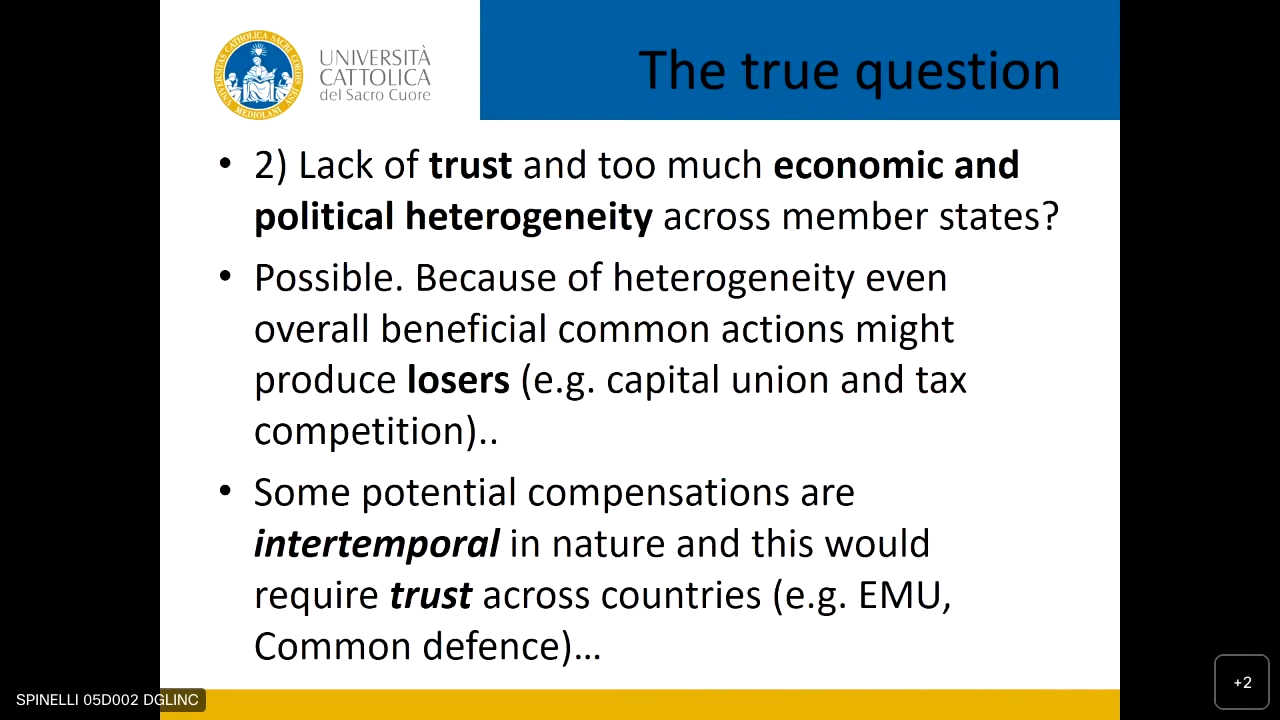 UNIVERSITÀ
CATTOLICA
del Sacro Cuore
The true question
• 2) Lack of trust and too much economic and
political heterogeneity across member states?
• Possible. Because of heterogeneity even
overall beneficial common actions might
produce losers (e.g. capital union and tax
competition)..
• Some potential compensations are
intertemporal in nature and this would
require trust across countries (e.g. EMU,
Common defence)...
SPINELLI 05D002 DGLINC
+2